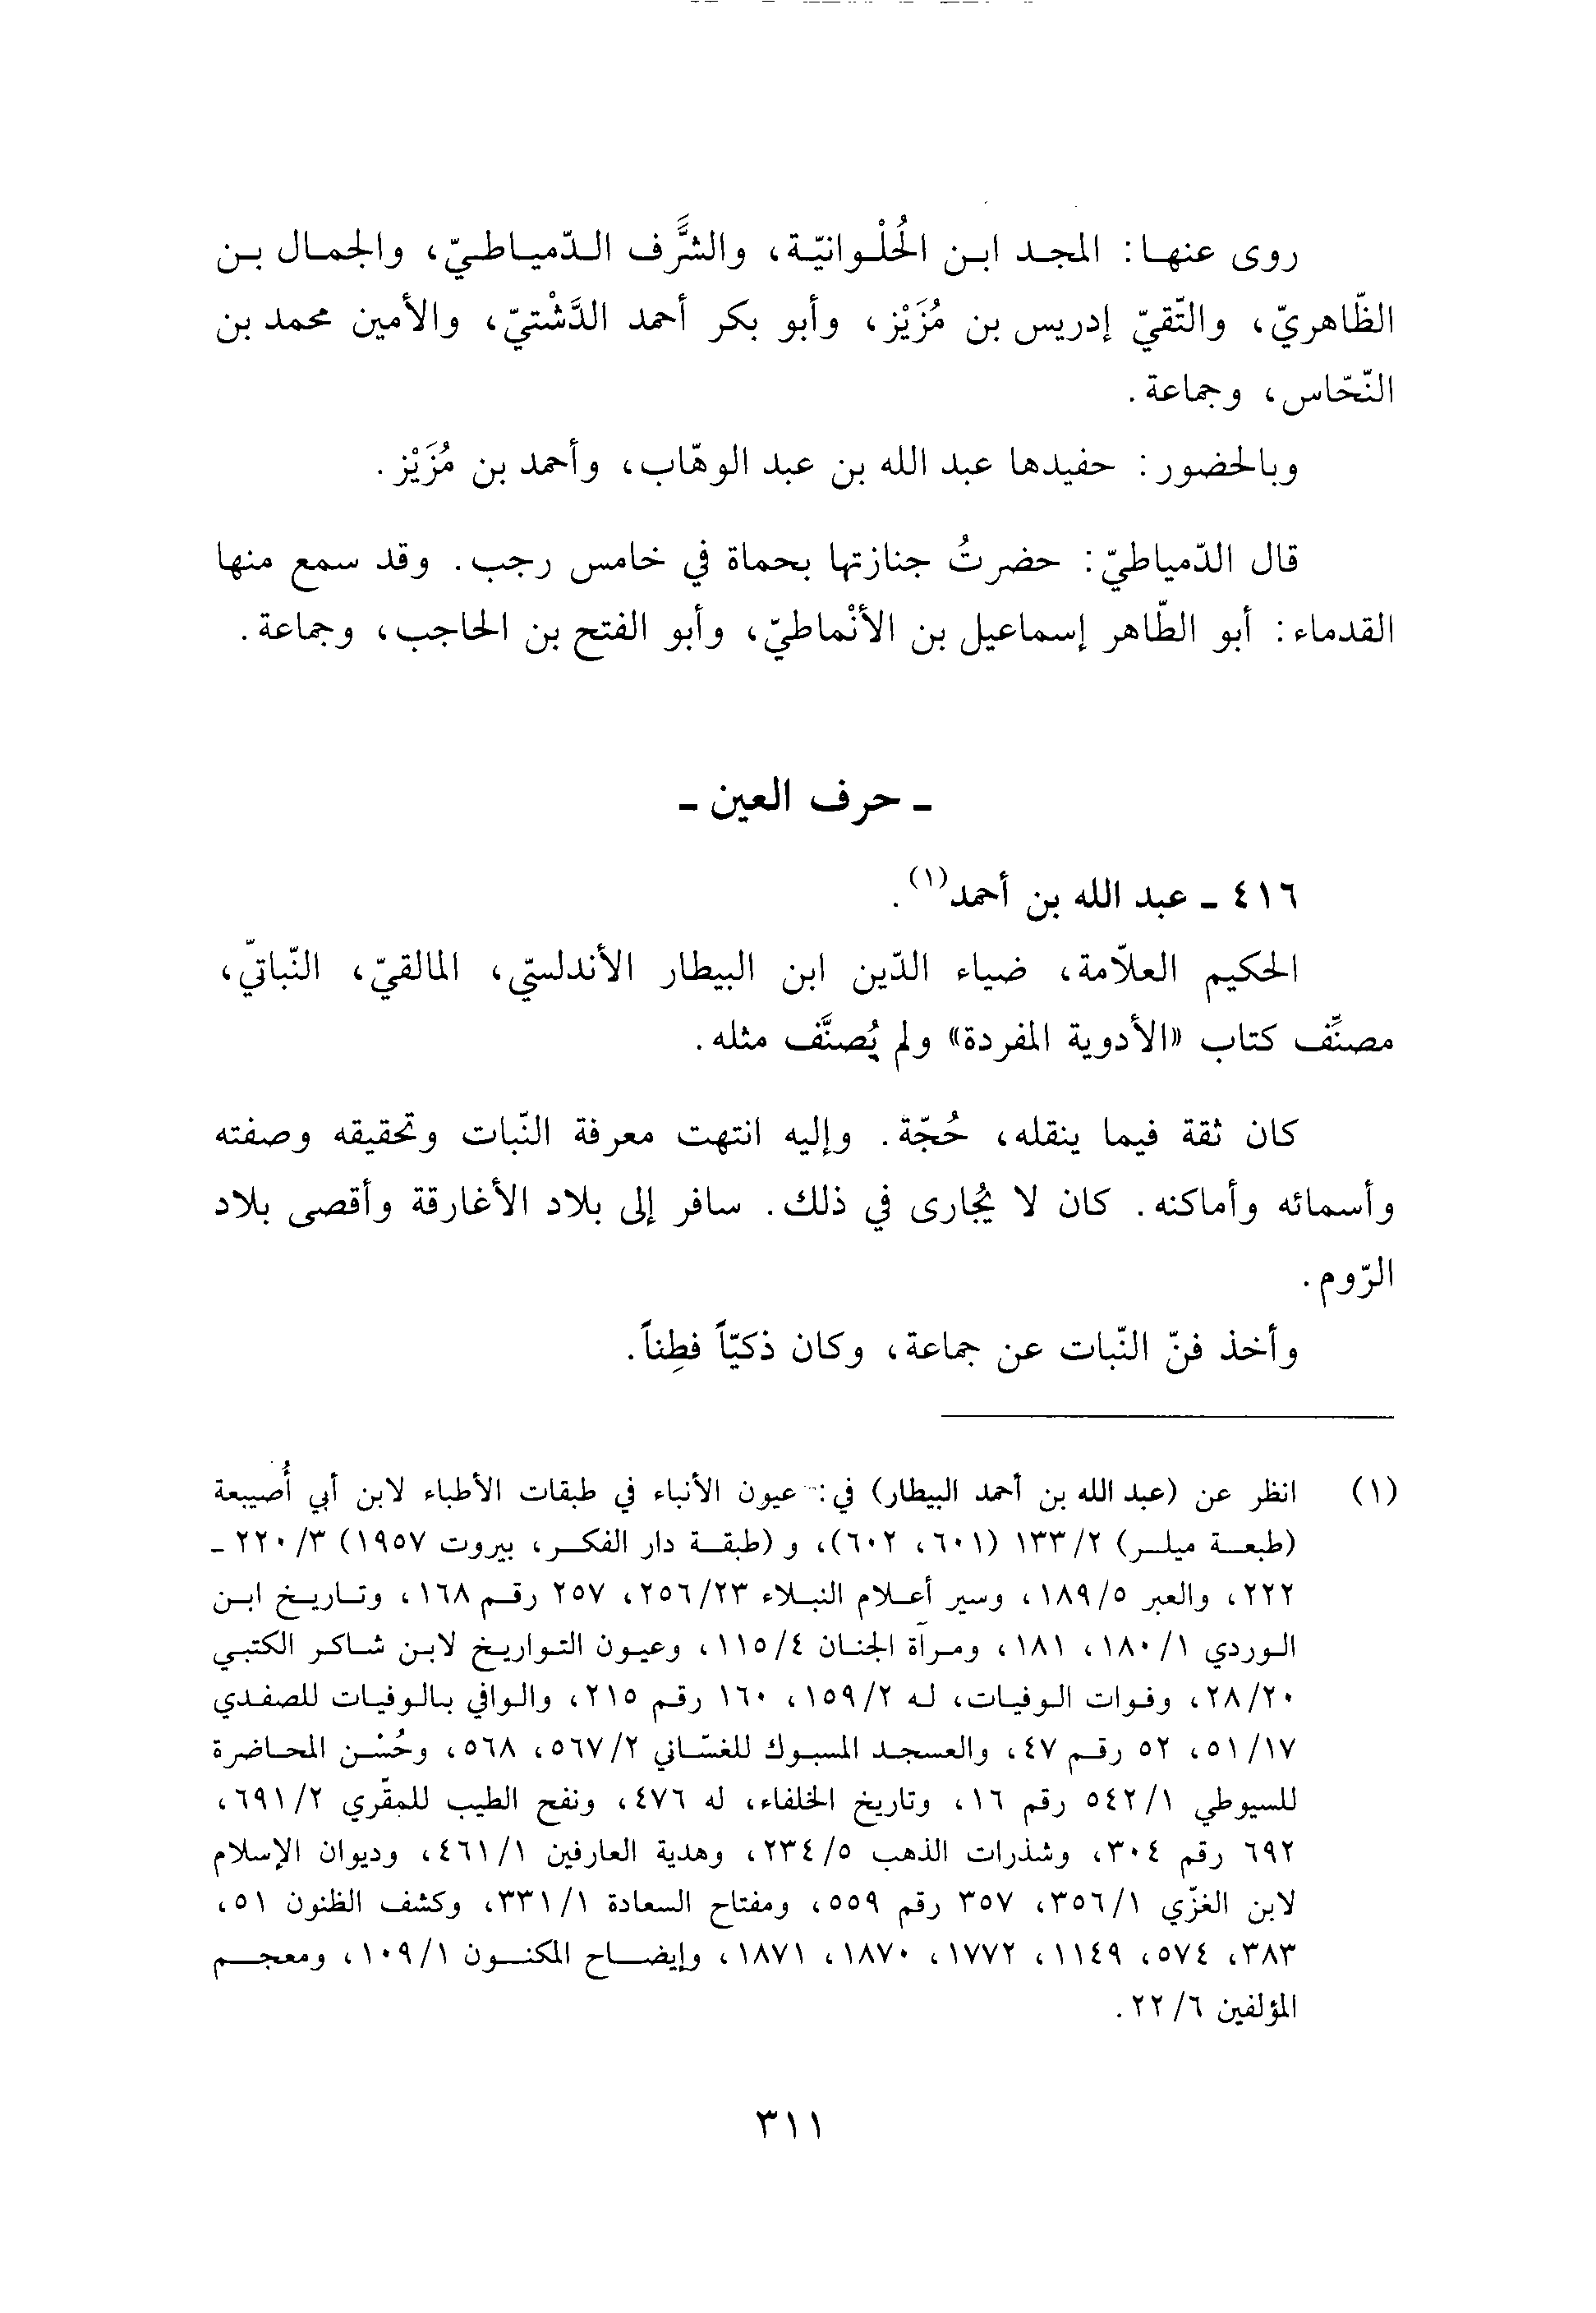 روى عنها: المجد ابن الحُلْوانيّة، والشَّرف الدّمياطيّ، والجمال بن
الظّاهريّ، والتّقيّ إدريس بن مُزَيْز، وأبو بكر أحمد الدَّشْتيّ، والأمين محمد بن
النّحّاس، وجماعة.
وبالحضور: حفيدها عبد الله بن عبد الوهّاب، وأحمد بن مُزَيْز.
قال الدّمياطيّ: حضرتُ جنازتها بحماة في خامس رجب. وقد سمع منها
القدماء: أبو الطّاهر إسماعيل بن الأنْماطيّ، وأبو الفتح بن الحاجب، وجماعة.
ـ حرف العين ـ
٤١٦ ـ عبد الله بن أحمد(١).
الحكيم العلاّمة، ضياء الدّين ابن البيطار الأندلسيّ، المالقيّ، النّباتيّ،
مصنِّف كتاب «الأدوية المفردة» ولم يُصنَّف مثله.
كان ثقة فيما ينقله، حُجّة. وإليه انتهت معرفة النّبات وتحقيقه وصفته
وأسمائه وأماكنه. كان لا يُجارى في ذلك. سافر إلى بلاد الأغارقة وأقصى بلاد
الرّوم.
وأخذ فنّ النّبات عن جماعة، وكان ذكيّاً فطِناً.
(١) انظر عن (عبد الله بن أحمد البيطار) في: عيون الأنباء في طبقات الأطباء لابن أبي أُصيبعة
(طبعة ميلر) ١٣٣/٢ (٦٠١، ٦٠٢)، و (طبقة دار الفكر، بيروت ١٩٥٧) ٢٢٠/٣ ـ
٢٢٢، والعبر ١٨٩/٥، وسير أعلام النبلاء ٢٥٦/٢٣، ٢٥٧ رقم ١٦٨، وتاريخ ابن
الوردي ١٨٠/١، ١٨١، ومرآة الجنان ١١٥/٤، وعيون التواريخ لابن شاكر الكتبي
٢٨/٢٠، وفوات الوفيات، له ١٥٩/٢، ١٦٠ رقم ٢١٥، والوافي بالوفيات للصفدي
٥١/١٧، ٥٢ رقم ٤٧، والعسجد المسبوك للغسّاني ٥٦٧/٢، ٥٦٨، وحُسْن المحاضرة
للسيوطي ٥٤٢/١ رقم ١٦، وتاريخ الخلفاء، له ٤٧٦، ونفح الطيب للمقّري ٦٩١/٢،
٦٩٢ رقم ٣٠٤، وشذرات الذهب ٢٣٤/٥، وهدية العارفين ٤٦١/١، وديوان الإسلام
لابن الغزّي ٣٥٦/١، ٣٥٧ رقم ٥٥٩، ومفتاح السعادة ٣٣١/١، وكشف الظنون ٥١،
٣٨٣، ٥٧٤، ١١٤٩، ١٧٧٢، ١٨٧٠، ١٨٧١، وإيضاح المكنون ١٠٩/١، ومعجم
المؤلفين ٢٢/٦.
٣١١